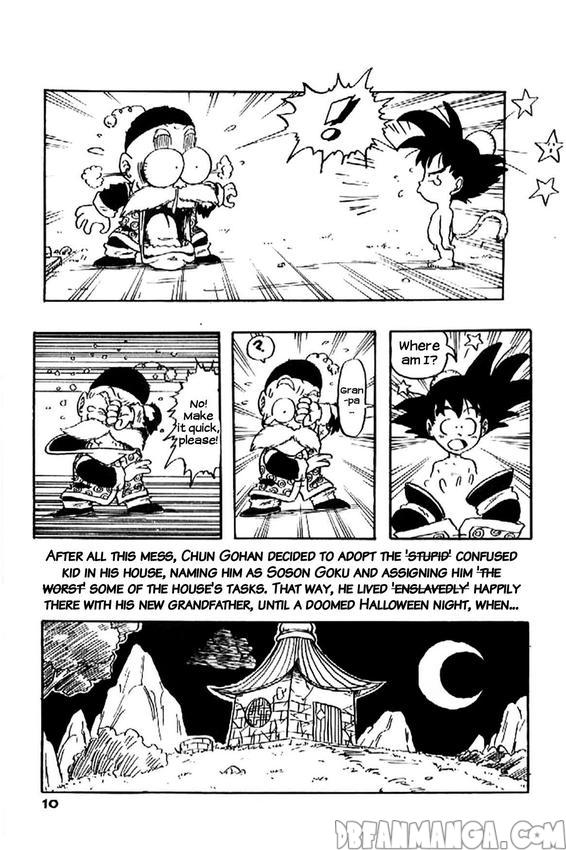 !
No!
Make
it quick,
please!
?
Gran
-pa
-
Where
am I?
AFTER ALL THIS MESS, CHUN GOHAN DECIDED TO ADOPT THE 'STUPID' CONFUSED
KID IN HIS HOUSE, NAMING HIM AS SOSON GOKU AND ASSIGNING HIM 'THE
WORST' SOME OF THE HOUSE'S TASKS. THAT WAY, HE LIVED 'ENSLAVEDLY' HAPPILY
THERE WITH HIS NEW GRANDFATHER, UNTIL A DOOMED HALLOWEEN NIGHT, WHEN...
10
DBFANMANGA.COM